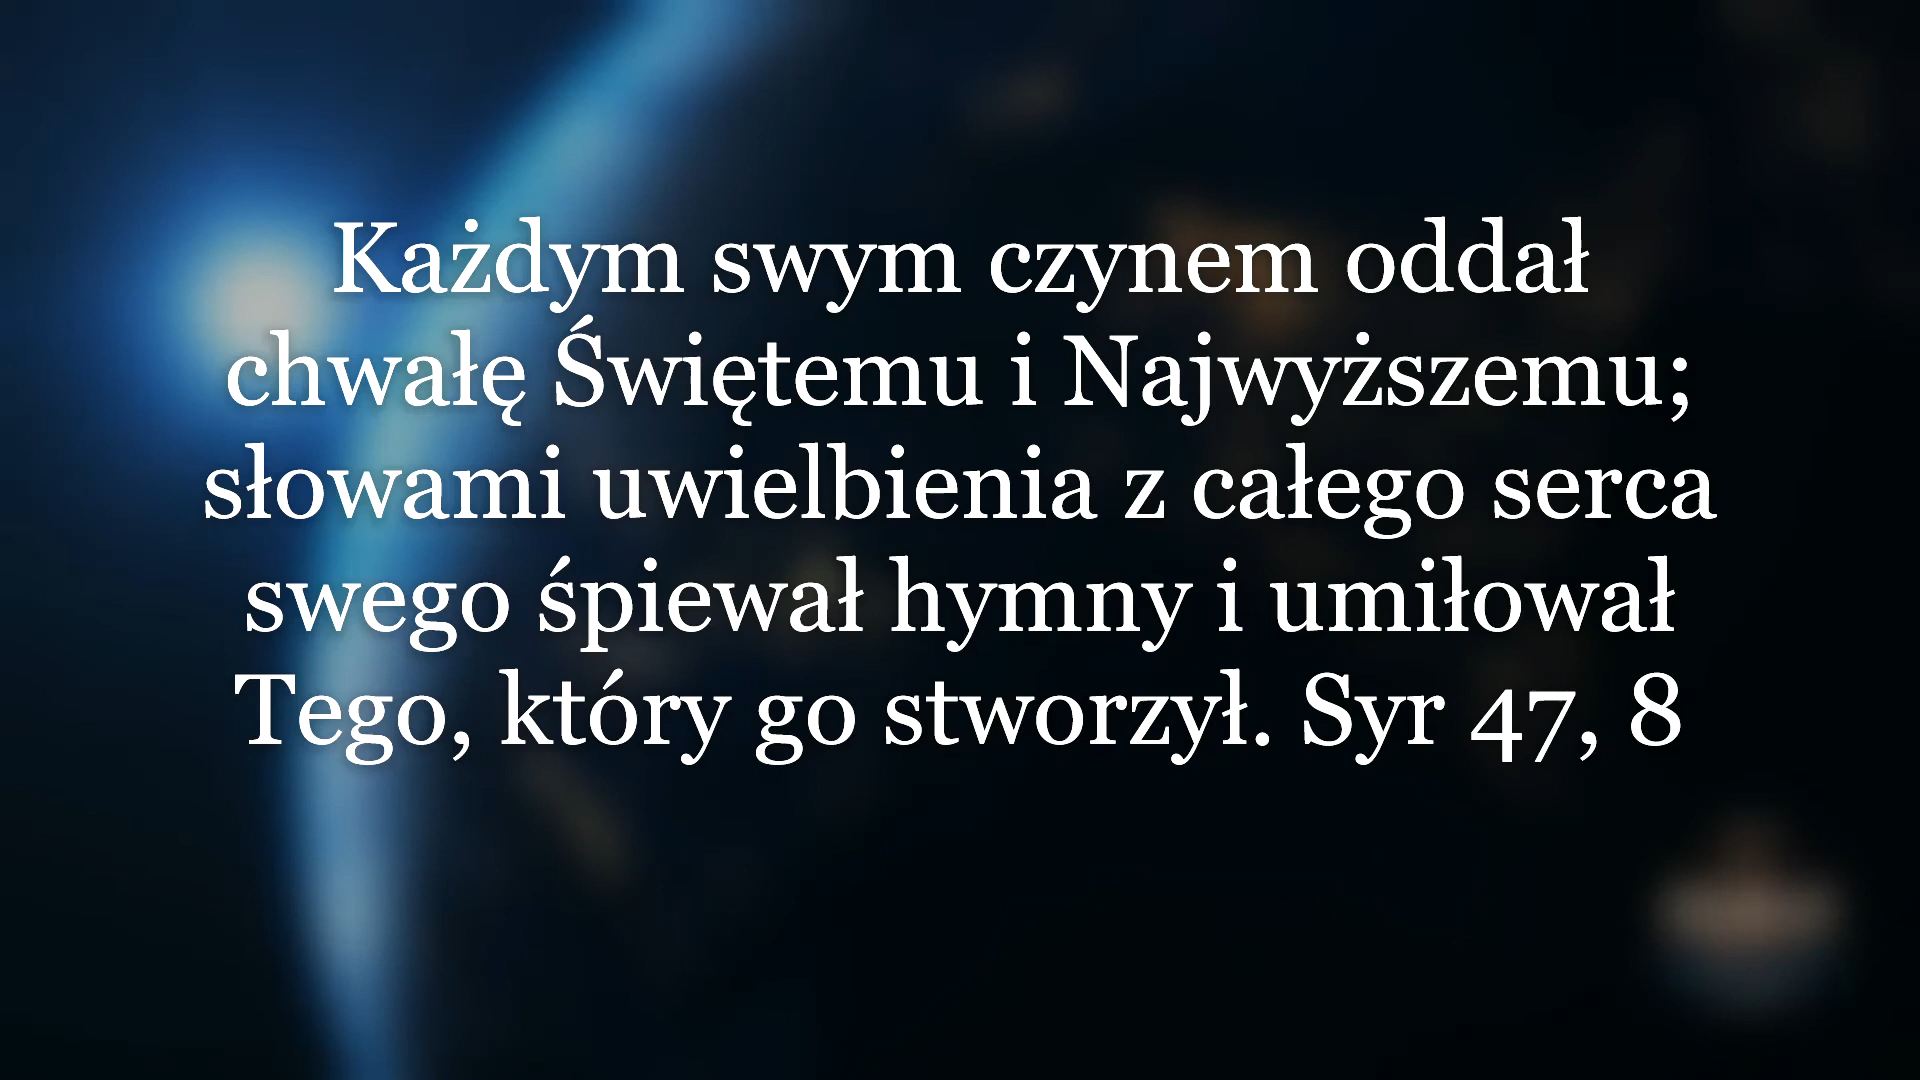 Każdym swym czynem oddał
chwałę Świętemu i Najwyższemu;
słowami uwielbienia z całego serca
swego śpiewał hymny i umiłował
Tego, który go stworzył. Syr 47, 8